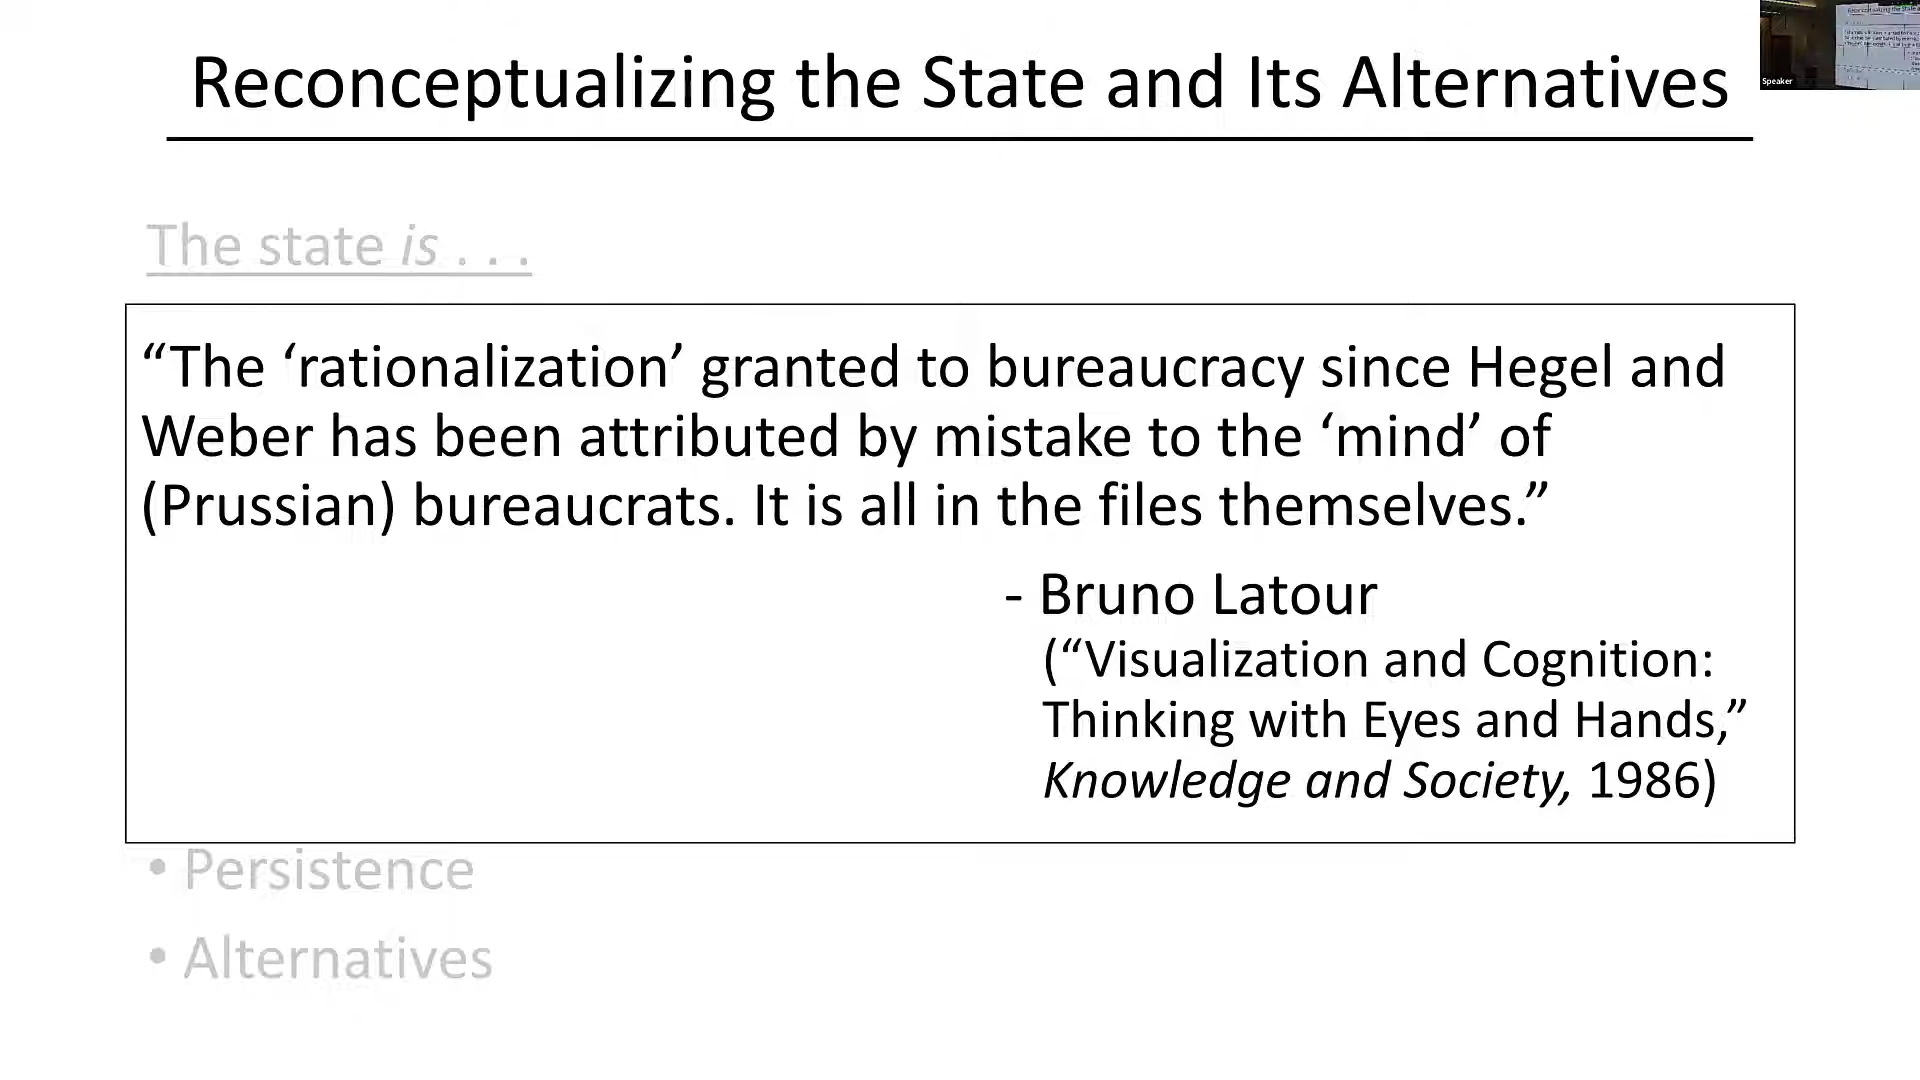 Reconceptualizing the State and Its Alternatives
Speaker
The state is . . .
“The ‘rationalization’ granted to bureaucracy since Hegel and
Weber has been attributed by mistake to the ‘mind’ of
(Prussian) bureaucrats. It is all in the files themselves.”
- Bruno Latour
(“Visualization and Cognition:
Thinking with Eyes and Hands,”
Knowledge and Society, 1986)
• Persistence
• Alternatives